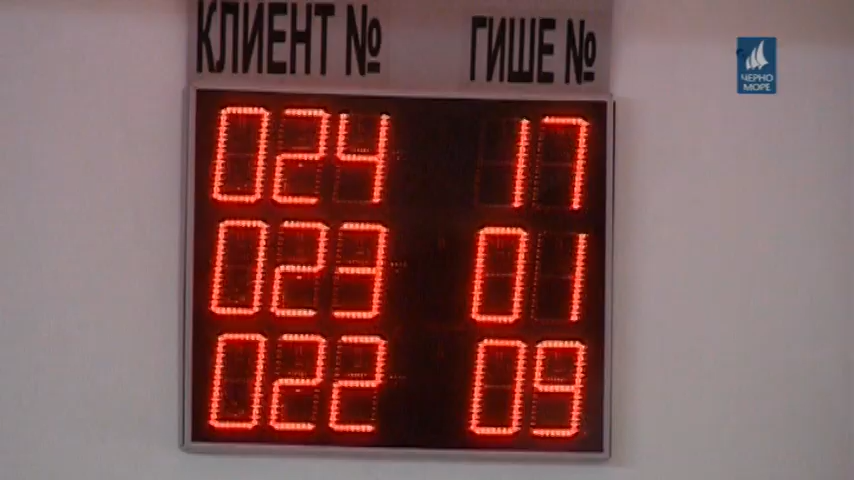 КЛИЕНТ № ГИШЕ №
024 17
023 01
022 09
ЧЕРНО
МОРЕ